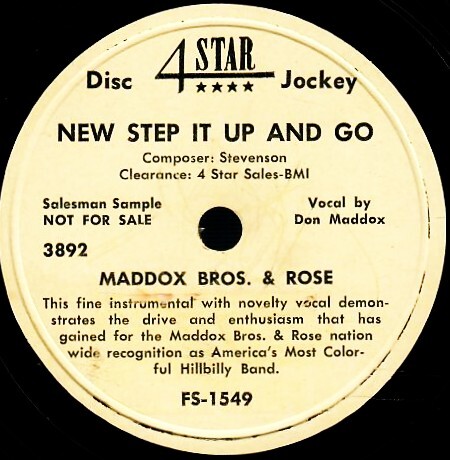 4 STAR
★★★★
Disc Jockey
NEW STEP IT UP AND GO
Composer: Stevenson
Clearance: 4 Star Sales-BMI
Salesman Sample
NOT FOR SALE
Vocal by
Don Maddox
3892
MADDOX BROS. & ROSE
This fine instrumental with novelty vocal demon-
strates the drive and enthusiasm that has
gained for the Maddox Bros. & Rose nation
wide recognition as America's Most Color-
ful Hillbilly Band.
FS-1549